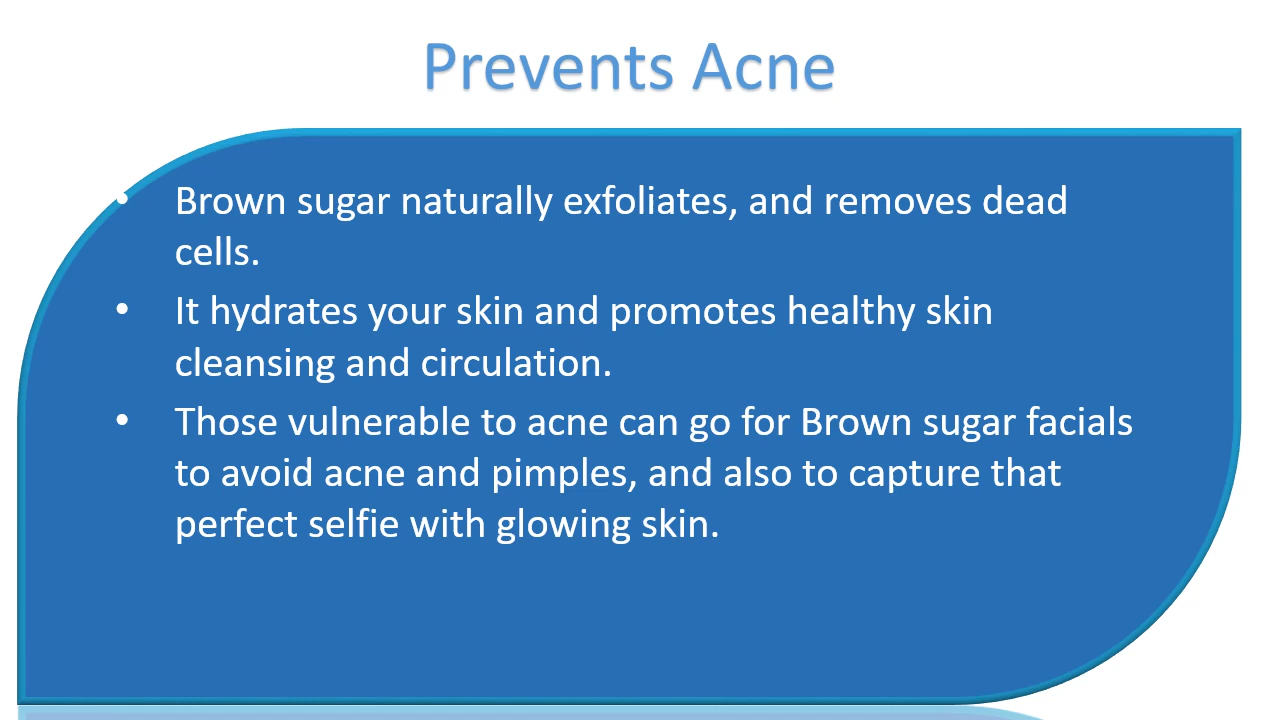 Prevents Acne
• Brown sugar naturally exfoliates, and removes dead
cells.
• It hydrates your skin and promotes healthy skin
cleansing and circulation.
• Those vulnerable to acne can go for Brown sugar facials
to avoid acne and pimples, and also to capture that
perfect selfie with glowing skin.